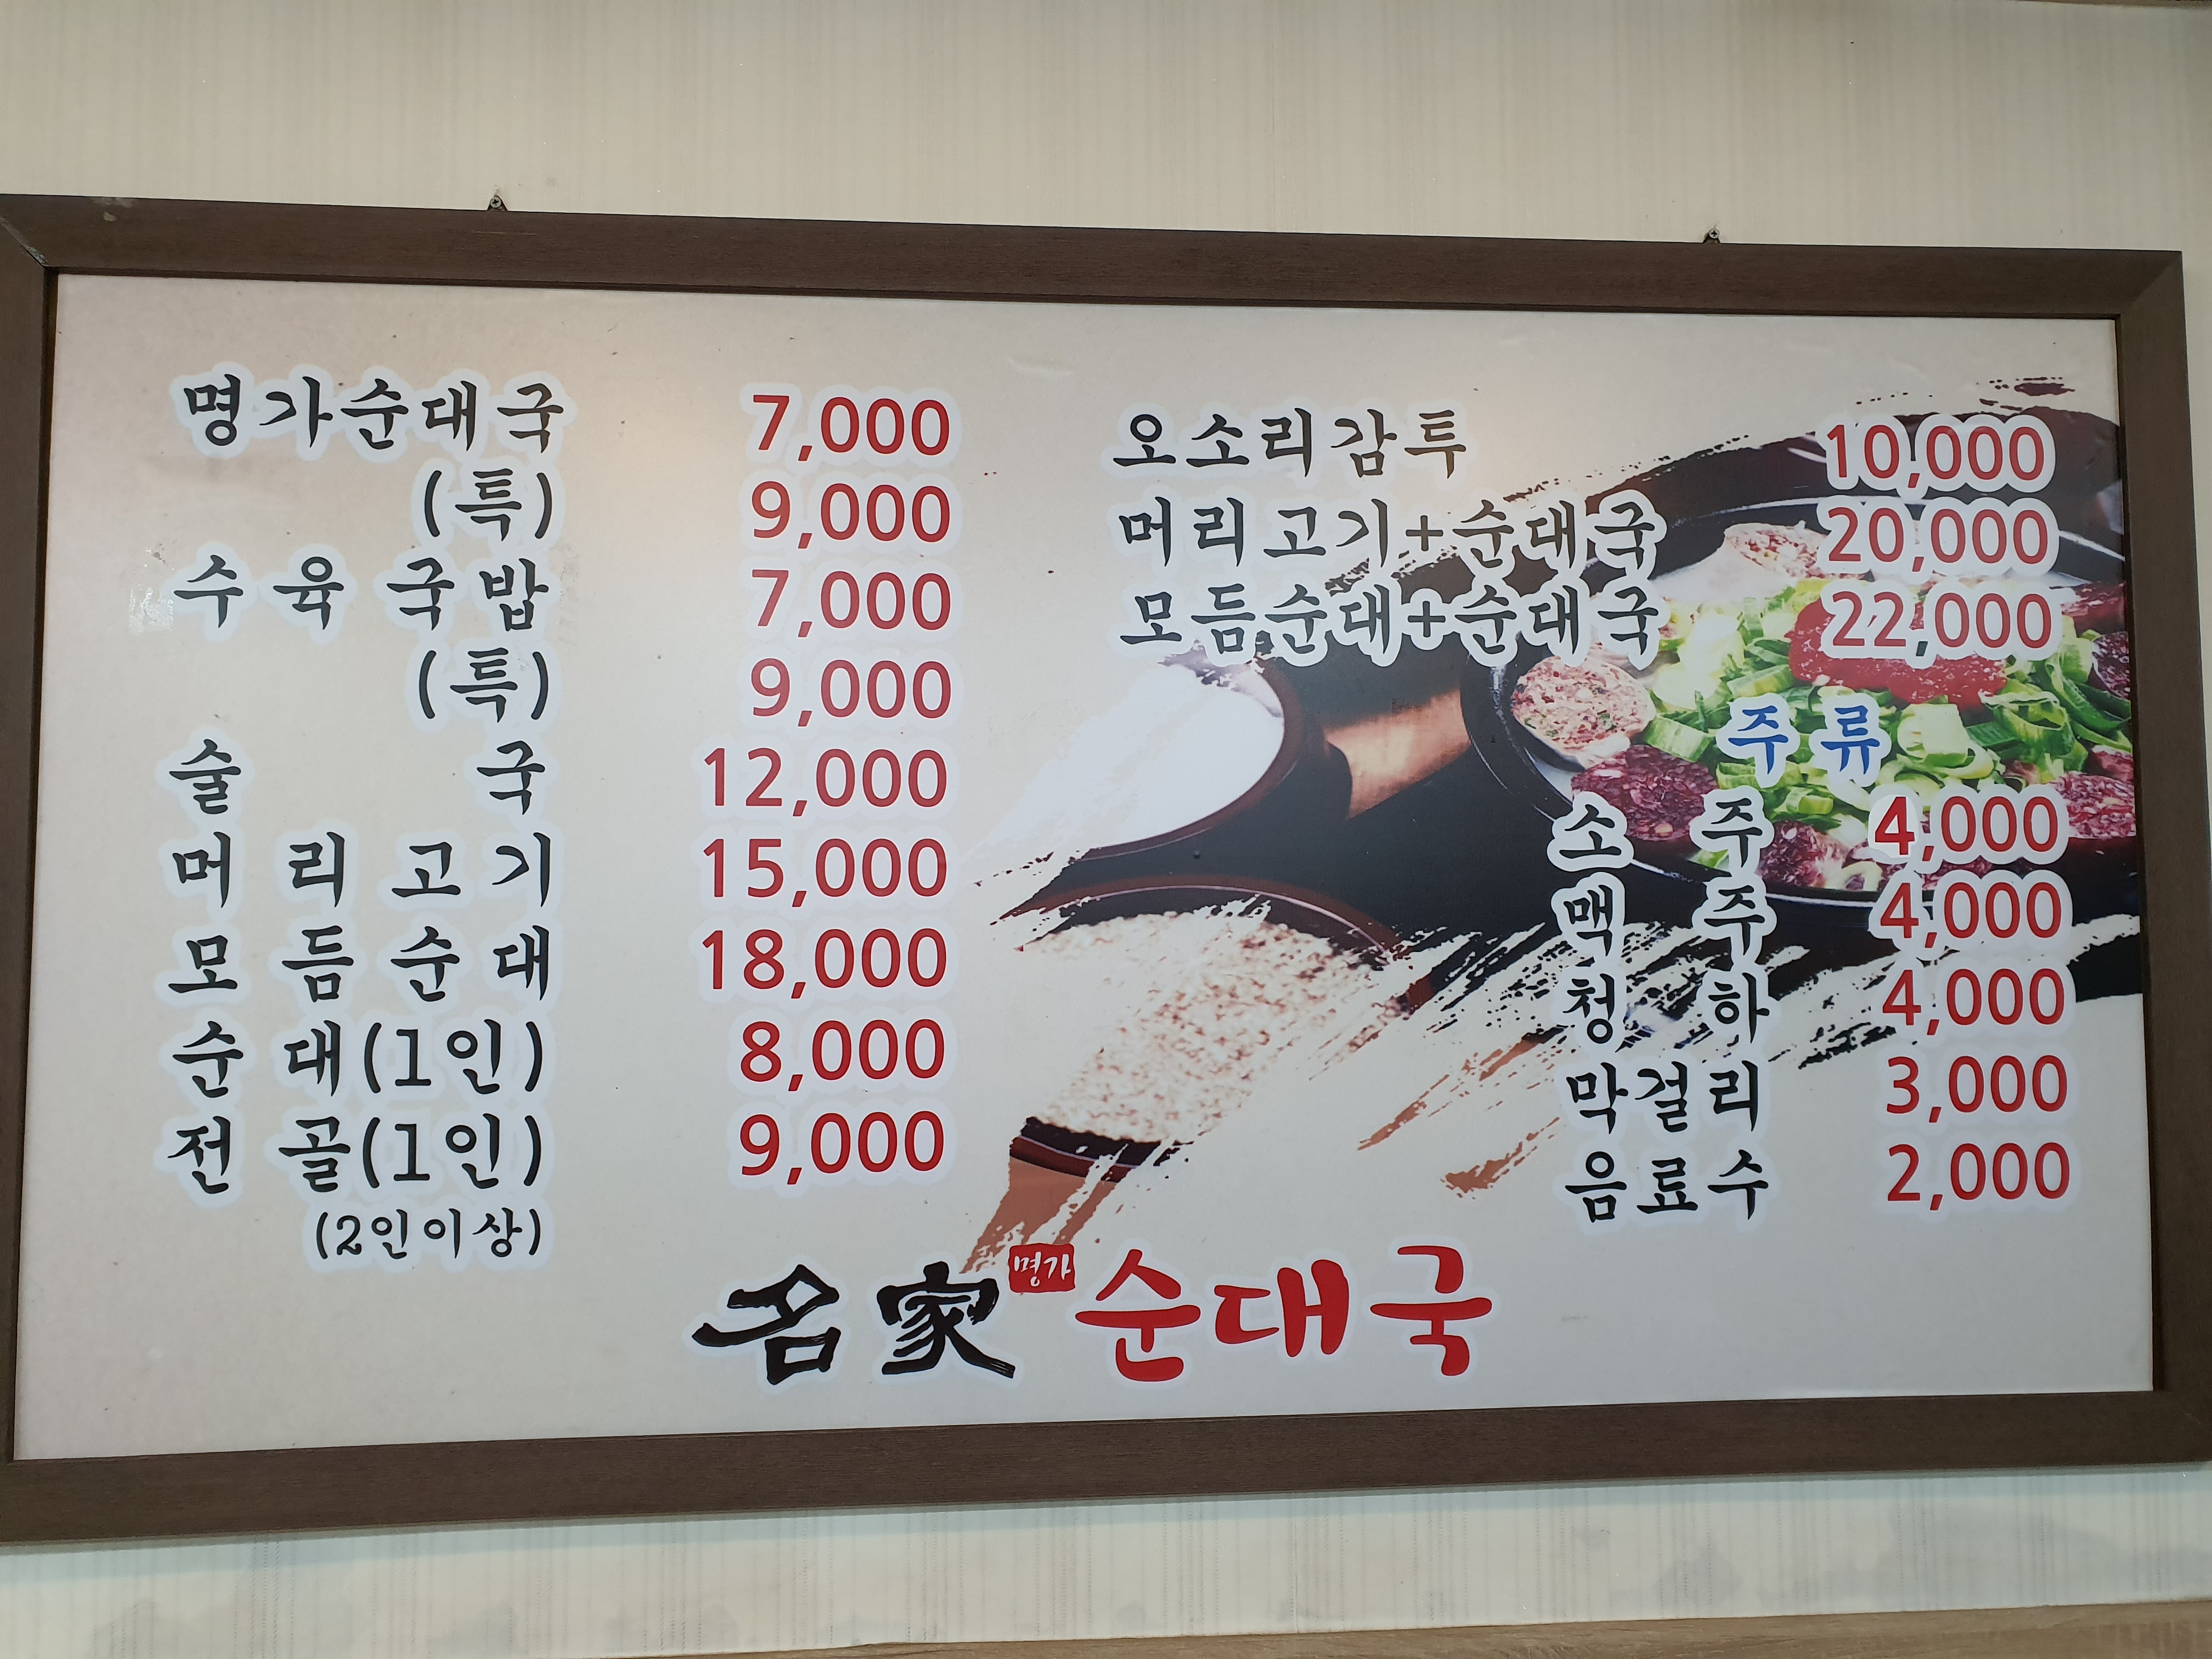 명가순대국 7,000
(특) 9,000
수육국밥 7,000
(특) 9,000
술국 12,000
머리고기 15,000
모듬순대 18,000
순대(1인) 8,000
전골(1인) 9,000
(2인이상)
오소리감투 10,000
머리고기+순대국 20,000
모듬순대+순대국 22,000
주류
소주 4,000
맥주 4,000
청하 4,000
막걸리 3,000
음료수 2,000
名家 명가 순대국